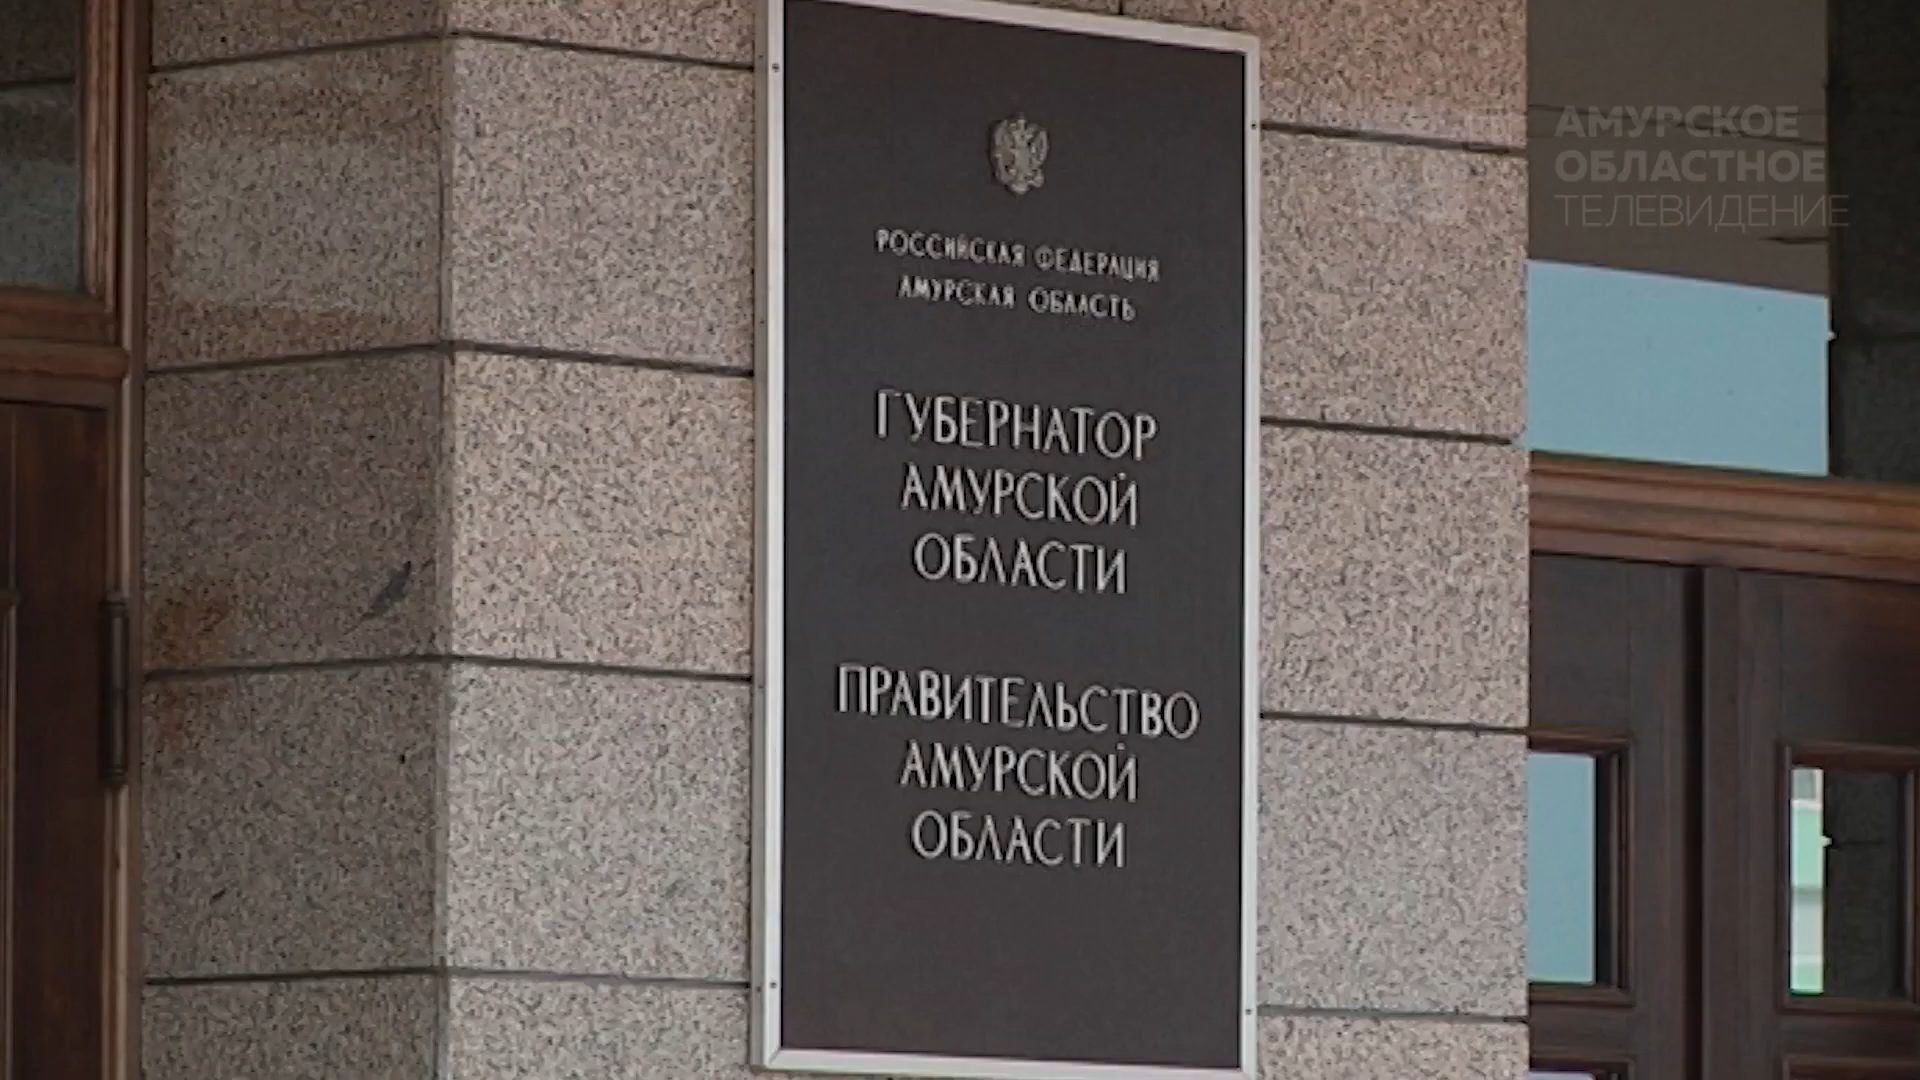 РОССИЙСКАЯ ФЕДЕРАЦИЯ
АМУРСКАЯ ОБЛАСТЬ
ГУБЕРНАТОР
АМУРСКОЙ
ОБЛАСТИ
ПРАВИТЕЛЬСТВО
АМУРСКОЙ
ОБЛАСТИ
АМУРСКОЕ
ОБЛАСТНОЕ
ТЕЛЕВИДЕНИЕ